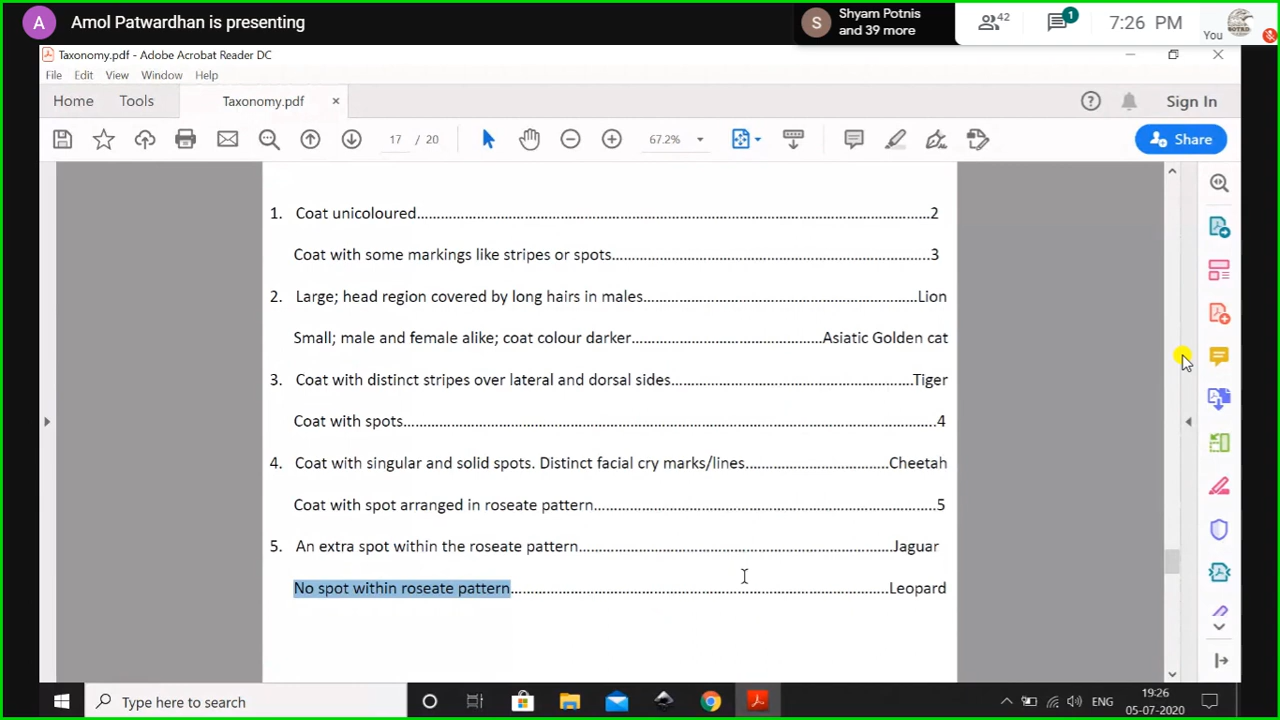 A Amol Patwardhan is presenting
S Shyam Potnis
and 39 more
42
1
7:26 PM
You
Taxonomy.pdf - Adobe Acrobat Reader DC
File Edit View Window Help
Home Tools Taxonomy.pdf × Sign In
17 / 20 67.2% Share
1. Coat unicoloured..........2
Coat with some markings like stripes or spots..........3
2. Large; head region covered by long hairs in males..........Lion
Small; male and female alike; coat colour darker..........Asiatic Golden cat
3. Coat with distinct stripes over lateral and dorsal sides..........Tiger
Coat with spots..........4
4. Coat with singular and solid spots. Distinct facial cry marks/lines..........Cheetah
Coat with spot arranged in roseate pattern..........5
5. An extra spot within the roseate pattern..........Jaguar
No spot within roseate pattern..........Leopard
Type here to search
ENG
19:26
05-07-2020